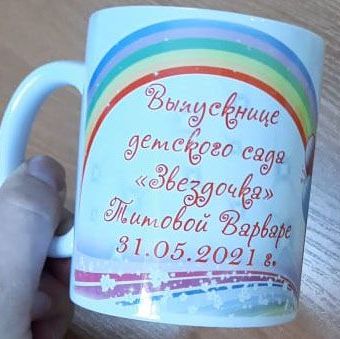 Выпускнице
детского сада
«Звездочка»
Титовой Варваре
31.05.2021 г.